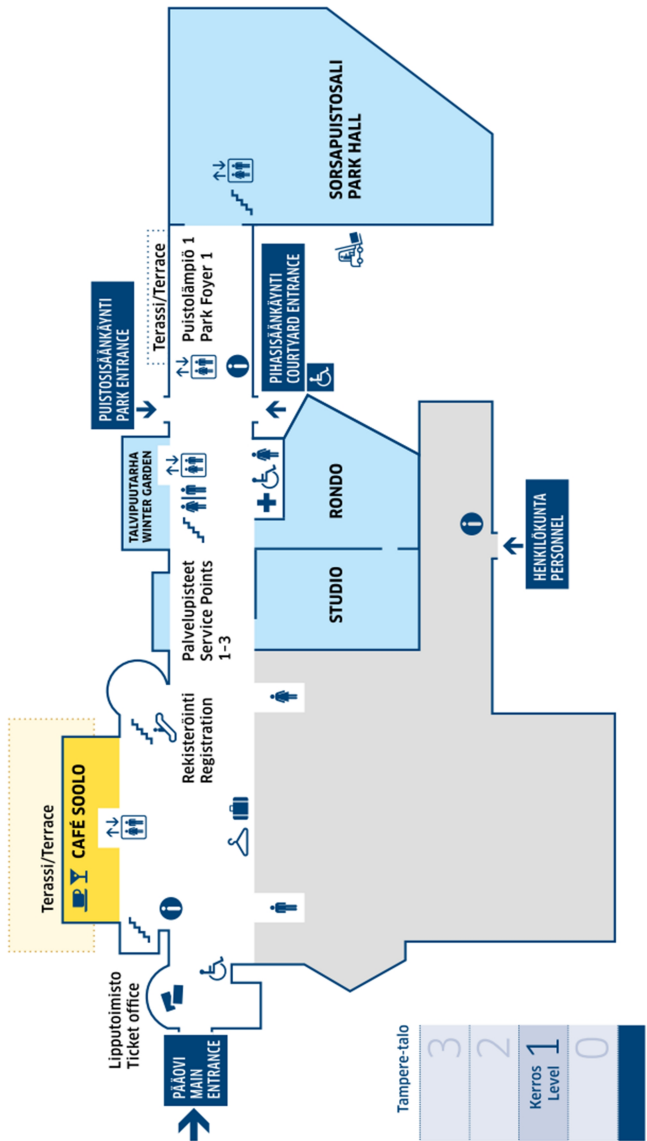 SORSAPUISTOSALI
PARK HALL
Terassi/Terrace
Puistolämpiö 1
Park Foyer 1
PUISTOSISÄÄNKÄYNTI
PARK ENTRANCE
PIHASISÄÄNKÄYNTI
COURTYARD ENTRANCE
TALVIPUUTARHA
WINTER GARDEN
RONDO
HENKILÖKUNTA
PERSONNEL
STUDIO
Palvelupisteet
Service Points
1–3
Rekisteröinti
Registration
Terassi/Terrace
CAFÉ SOOLO
Lipputoimisto
Ticket office
PÄÄOVI
MAIN
ENTRANCE
Tampere-talo
3
2
Kerros
Level
1
0